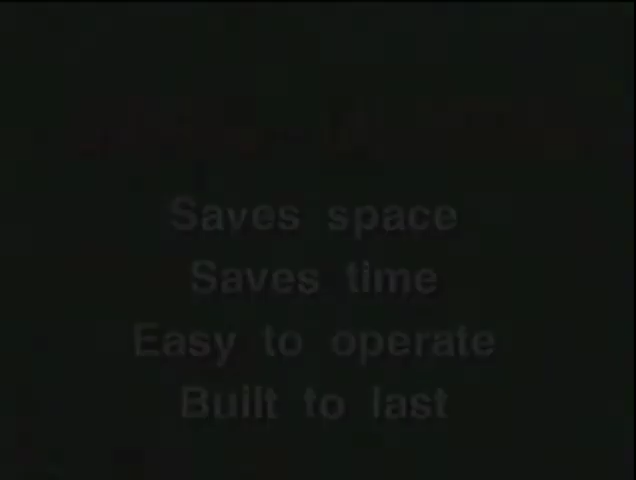 Saves space
Saves time
Easy to operate
Built to last